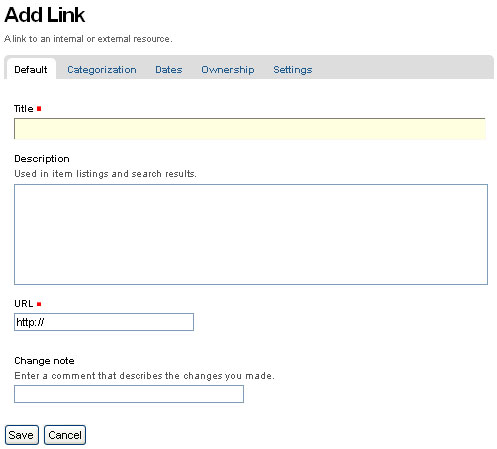 Add Link
A link to an internal or external resource.
Default Categorization Dates Ownership Settings
Title
Description
Used in item listings and search results.
URL
http://
Change note
Enter a comment that describes the changes you made.
Save Cancel